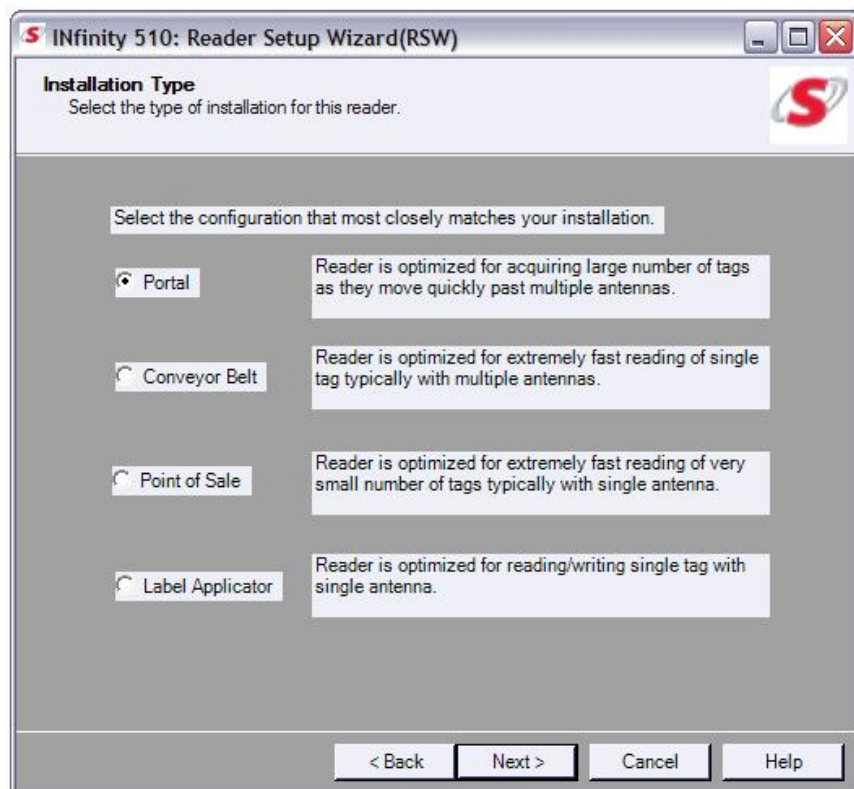 INfinity 510: Reader Setup Wizard(RSW)
Installation Type
Select the type of installation for this reader.
S
Select the configuration that most closely matches your installation.
Portal
Reader is optimized for acquiring large number of tags
as they move quickly past multiple antennas.
Conveyor Belt
Reader is optimized for extremely fast reading of single
tag typically with multiple antennas.
Point of Sale
Reader is optimized for extremely fast reading of very
small number of tags typically with single antenna.
Label Applicator
Reader is optimized for reading/writing single tag with
single antenna.
< Back
Next >
Cancel
Help